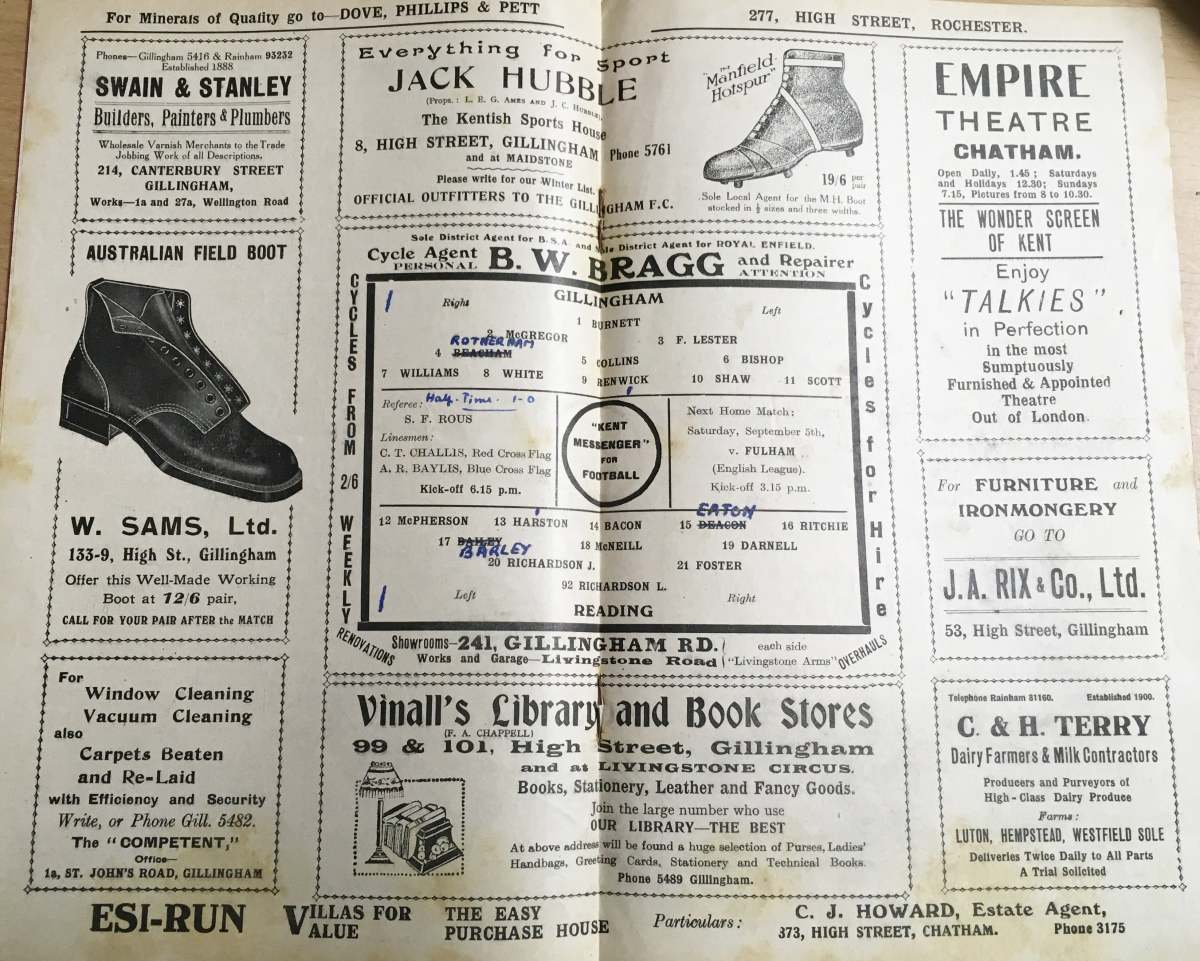 For Minerals of Quality go to—DOVE, PHILLIPS & PETT
277, HIGH STREET, ROCHESTER.
Phones—Gillingham 5416 & Rainham 93232
Established 1888
SWAIN & STANLEY
Builders, Painters & Plumbers
Wholesale Varnish Merchants to the Trade
Jobbing Work of all Descriptions.
214, CANTERBURY STREET
GILLINGHAM,
Works—1a and 27a, Wellington Road
AUSTRALIAN FIELD BOOT
W. SAMS, Ltd.
133-9, High St., Gillingham
Offer this Well-Made Working
Boot at 12/6 pair,
CALL FOR YOUR PAIR AFTER the MATCH
For
Window Cleaning
Vacuum Cleaning
also
Carpets Beaten
and Re-Laid
with Efficiency and Security
Write, or Phone Gill. 5482.
The "COMPETENT,"
Office—
1a, ST. JOHN'S ROAD, GILLINGHAM
Everything for Sport
JACK HUBBLE
(Props.: L. E. G. AMES AND J. C. HUBBLE)
The Kentish Sports House
8, HIGH STREET, GILLINGHAM
and at MAIDSTONE
Phone 5761
Please write for our Winter List.
OFFICIAL OUTFITTERS TO THE GILLINGHAM F.C.
The "Manfield-
Hotspur"
19/6 per pair
Sole Local Agent for the M.H. Boot
stocked in ½ sizes and three widths.
Sole District Agent for B.S.A. and Sole District Agent for ROYAL ENFIELD.
Cycle Agent B. W. BRAGG and Repairer
PERSONAL ATTENTION
CYCLES FROM 2/6 WEEKLY
Cycles for Hire
1
Right
GILLINGHAM
Left
1 BURNETT
2 McGREGOR
3 F. LESTER
ROTHERHAM
4 BEACHAM
5 COLLINS
6 BISHOP
7 WILLIAMS 8 WHITE 9 RENWICK 10 SHAW 11 SCOTT
Referee: Half-Time. 1-0
S. F. ROUS
Linesmen:
C. T. CHALLIS, Red Cross Flag
A. R. BAYLIS, Blue Cross Flag
Kick-off 6.15 p.m.
"KENT
MESSENGER"
FOR
FOOTBALL
Next Home Match:
Saturday, September 5th,
v. FULHAM
(English League).
Kick-off 3.15 p.m.
EATON
12 McPHERSON 13 HARSTON 14 BACON 15 DEACON 16 RITCHIE
17 BAILEY
BARLEY
18 McNEILL
19 DARNELL
20 RICHARDSON J.
21 FOSTER
92 RICHARDSON L.
1
Left
READING
Right
RENOVATIONS
OVERHAULS
Showrooms—241, GILLINGHAM RD.
Works and Garage—Livingstone Road
each side
"Livingstone Arms"
Vinall's Library and Book Stores
(F. A. CHAPPELL)
99 & 101, High Street, Gillingham
and at LIVINGSTONE CIRCUS.
Books, Stationery, Leather and Fancy Goods.
Join the large number who use
OUR LIBRARY—THE BEST
At above address will be found a huge selection of Purses, Ladies'
Handbags, Greeting Cards, Stationery and Technical Books.
Phone 5489 Gillingham.
EMPIRE
THEATRE
CHATHAM.
Open Daily, 1.45; Saturdays
and Holidays 12.30; Sundays
7.15, Pictures from 8 to 10.30.
THE WONDER SCREEN
OF KENT
Enjoy
"TALKIES"
in Perfection
in the most
Sumptuously
Furnished & Appointed
Theatre
Out of London.
For FURNITURE and
IRONMONGERY
GO TO
J.A. RIX & Co., Ltd.
53, High Street, Gillingham
Telephone Rainham 81160. Established 1900.
C. & H. TERRY
Dairy Farmers & Milk Contractors
Producers and Purveyors of
High-Class Dairy Produce
Farms:
LUTON, HEMPSTEAD, WESTFIELD SOLE
Deliveries Twice Daily to All Parts
A Trial Solicited
ESI-RUN VILLAS FOR VALUE THE EASY PURCHASE HOUSE
Particulars: C. J. HOWARD, Estate Agent,
373, HIGH STREET, CHATHAM. Phone 3175